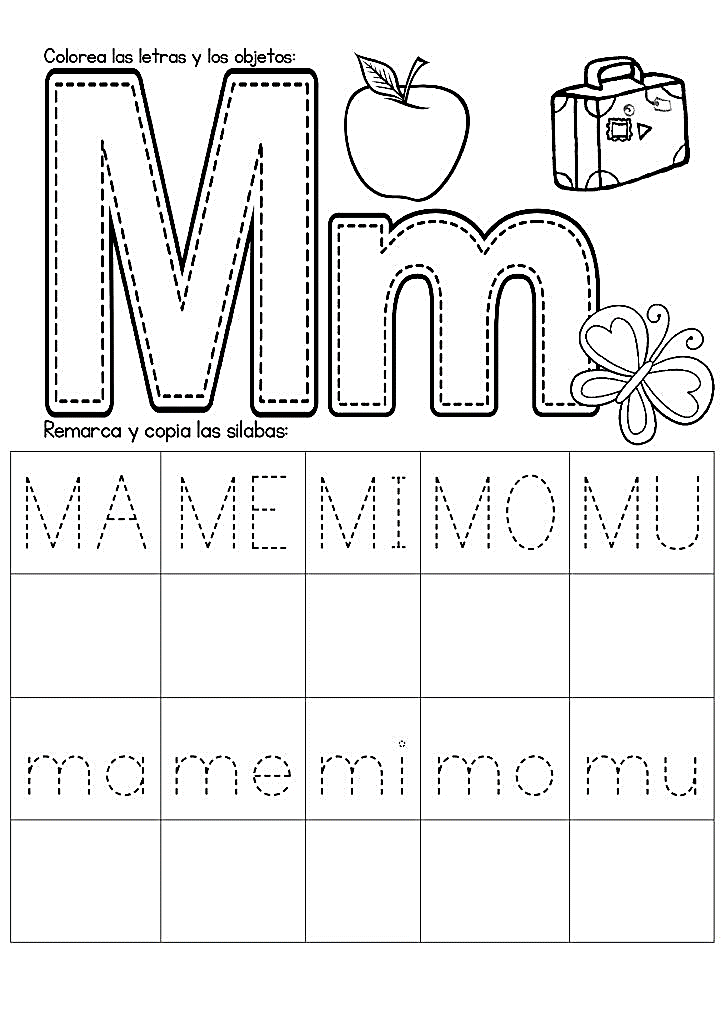 Colorea las letras y los objetos:
Mm
Remarca y copia las silabas:
MA ME MI MO MU
ma me mi mo mu